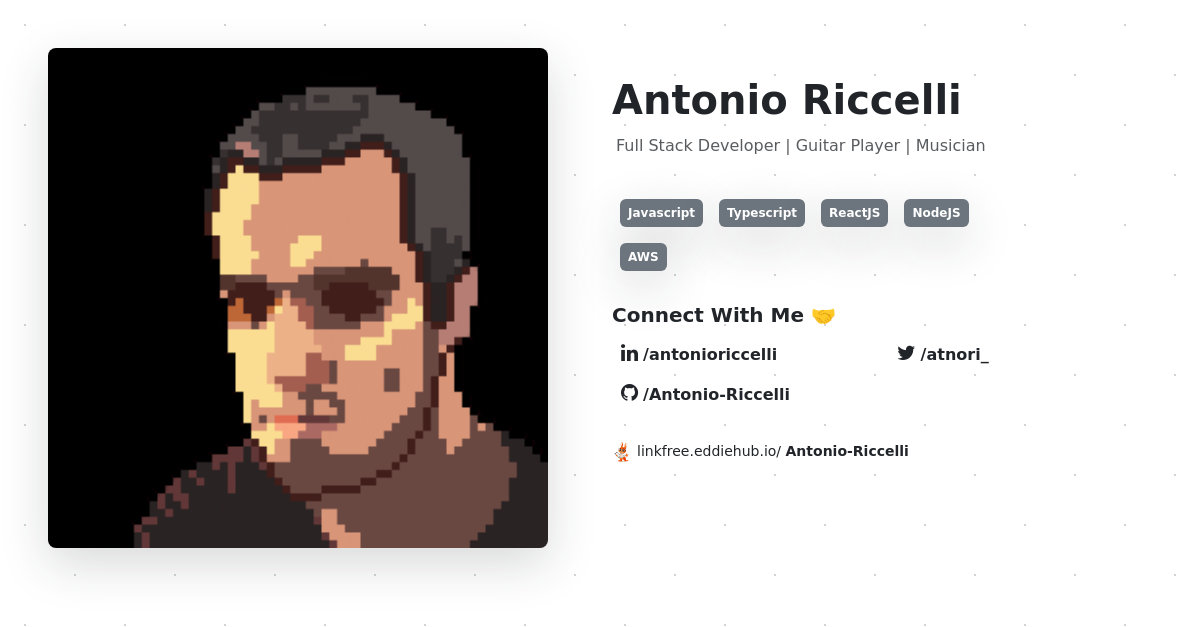 Antonio Riccelli
Full Stack Developer | Guitar Player | Musician
Javascript Typescript ReactJS NodeJS
AWS
Connect With Me 🤝
/antonioriccelli /atnori_
/Antonio-Riccelli
linkfree.eddiehub.io/ Antonio-Riccelli